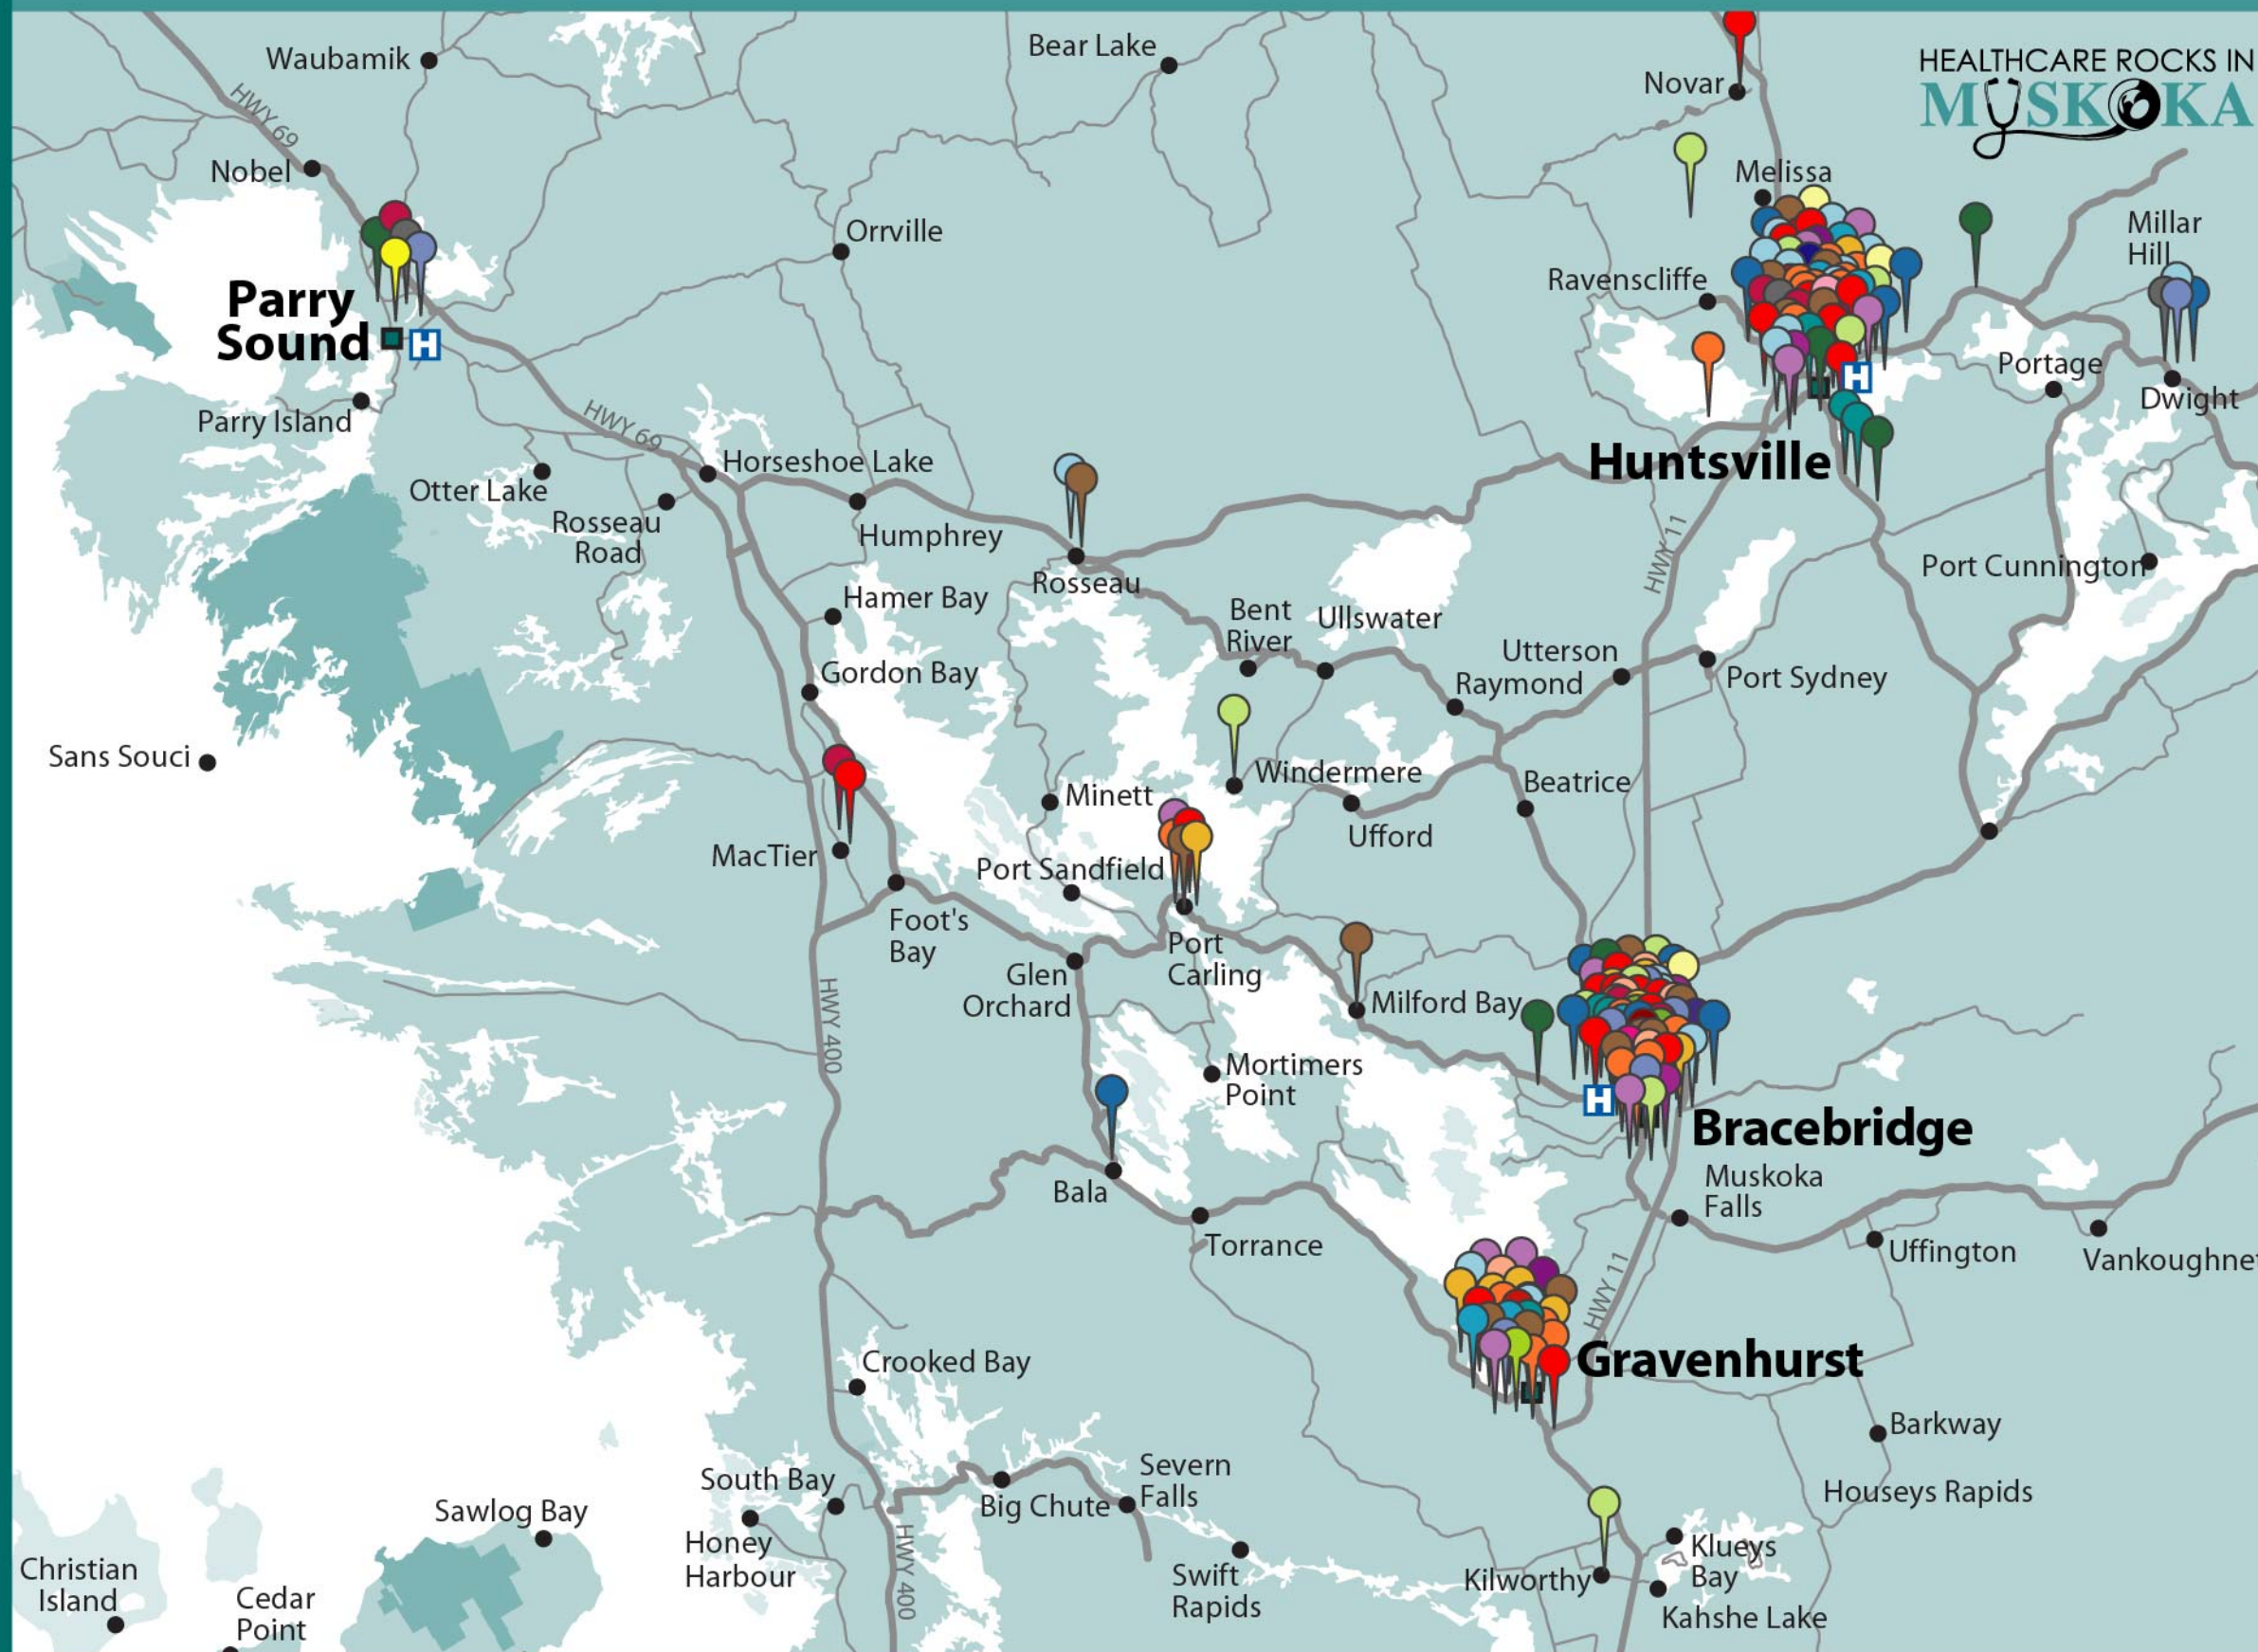 HEALTHCARE ROCKS IN
MUSKOKA
Waubamik
Bear Lake
Novar
HWY 69
Nobel
Melissa
Orrville
Millar
Hill
Ravenscliffe
Parry
Sound
H
H
Portage
Dwight
Parry Island
HWY 69
Huntsville
Horseshoe Lake
Otter Lake
Rosseau
Road
Humphrey
HWY 11
Port Cunnington
Rosseau
Hamer Bay
Bent
River
Ullswater
Utterson
Raymond
Port Sydney
Gordon Bay
Sans Souci
Windermere
Beatrice
Minett
Ufford
MacTier
Port Sandfield
Foot's
Bay
Port
Carling
Glen
Orchard
Milford Bay
HWY 400
Mortimers
Point
H
Bracebridge
Bala
Muskoka
Falls
Torrance
Uffington
Vankoughnet
HWY 11
Gravenhurst
Crooked Bay
Barkway
Severn
Falls
South Bay
Big Chute
Houseys Rapids
Sawlog Bay
Honey
Harbour
HWY 400
Klueys
Bay
Christian
Island
Swift
Rapids
Kilworthy
Cedar
Point
Kahshe Lake